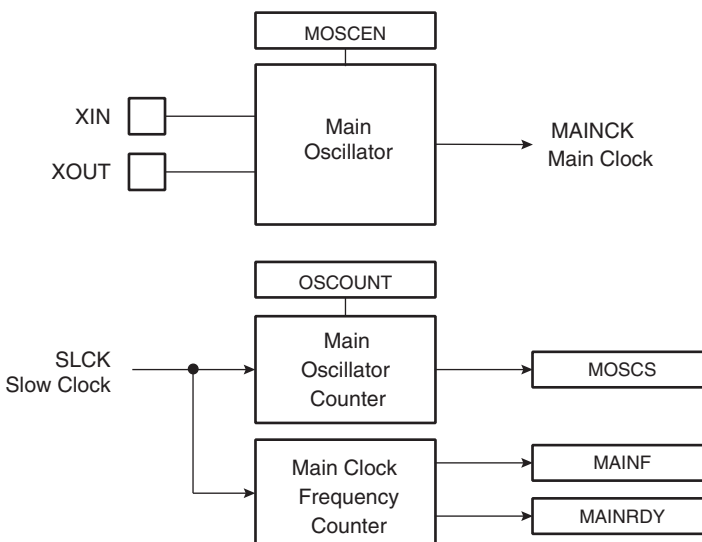 MOSCEN
XIN
XOUT
Main
Oscillator
MAINCK
Main Clock
OSCOUNT
SLCK
Slow Clock
Main
Oscillator
Counter
MOSCS
Main Clock
Frequency
Counter
MAINF
MAINRDY